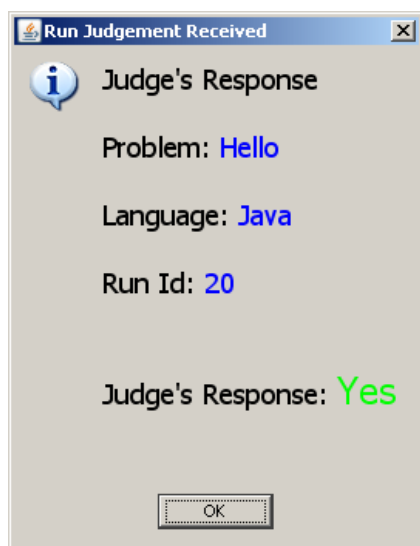 Run Judgement Received
Judge's Response
Problem: Hello
Language: Java
Run Id: 20
Judge's Response: Yes
OK